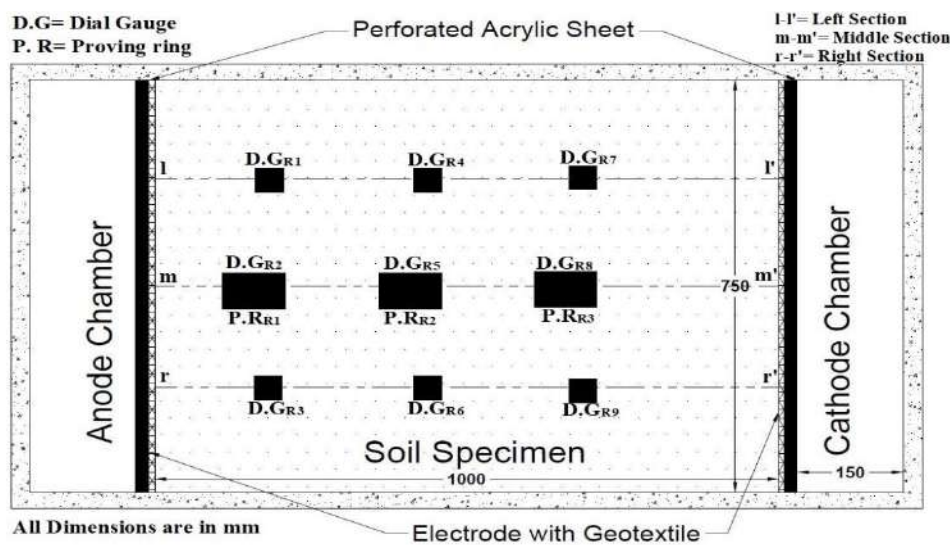 D.G= Dial Gauge
P. R= Proving ring
Perforated Acrylic Sheet
l-l'= Left Section
m-m'= Middle Section
r-r'= Right Section
D.GR1
D.GR4
D.GR7
l
l'
Anode Chamber
D.GR2
D.GR5
D.GR8
m
m'
750
P.RR1
P.RR2
P.RR3
Cathode Chamber
r
r'
D.GR3
D.GR6
D.GR9
Soil Specimen
1000
150
All Dimensions are in mm
Electrode with Geotextile